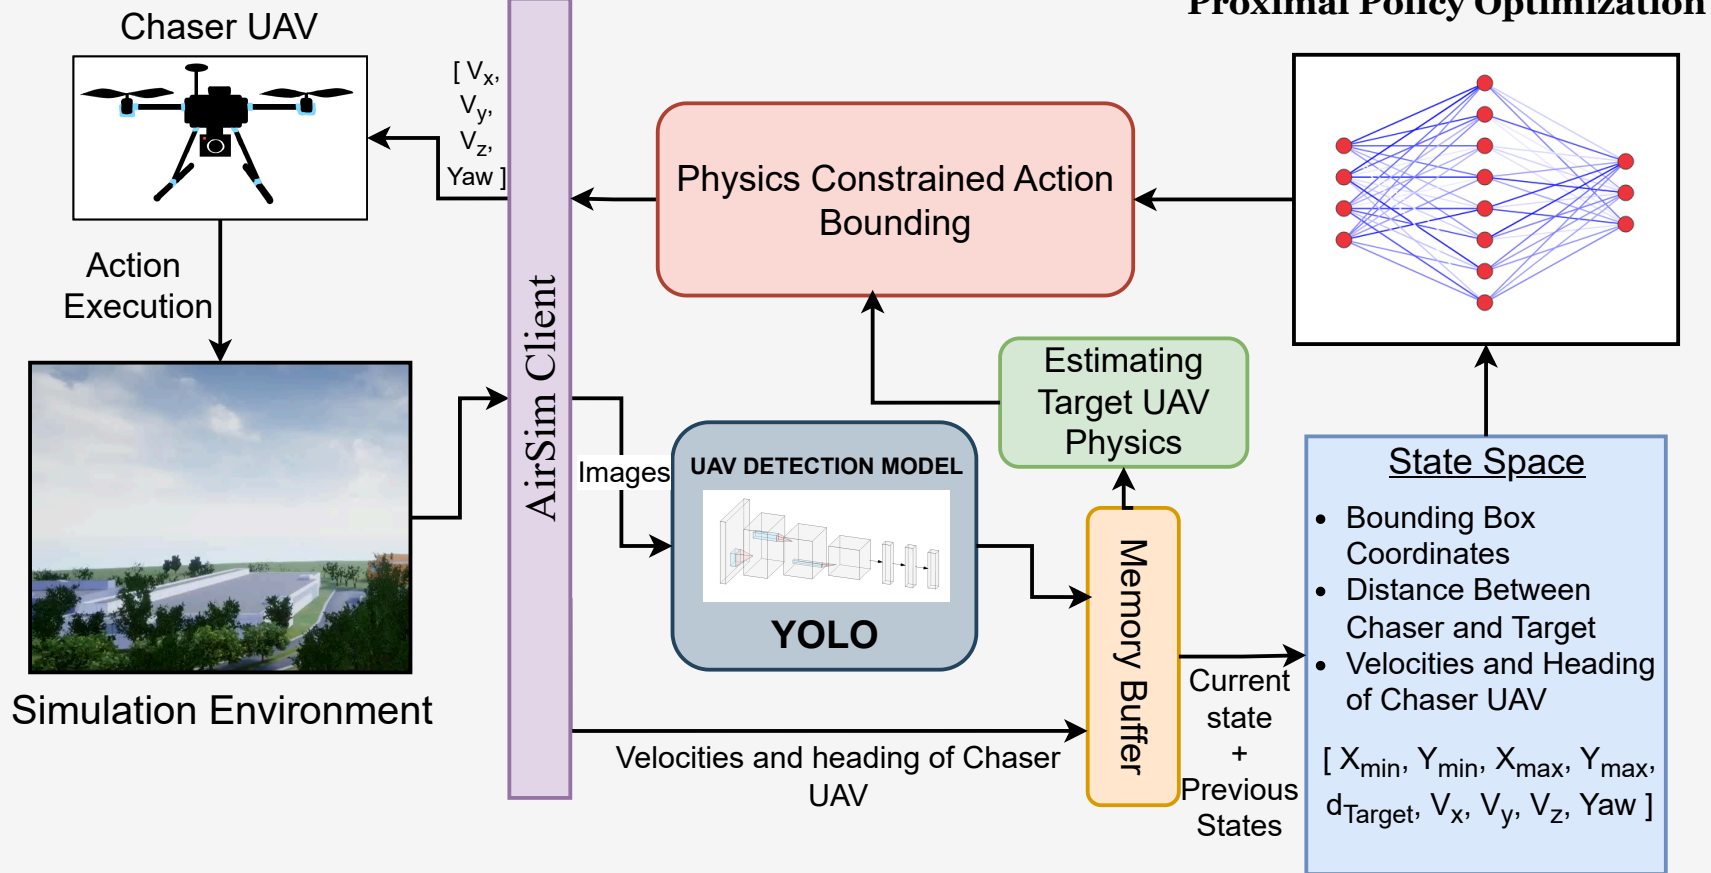 Proximal Policy Optimization
Chaser UAV
[ Vx,
Vy,
Vz,
Yaw ]
Physics Constrained Action
Bounding
Action
Execution
AirSim Client
Estimating
Target UAV
Physics
Images
UAV DETECTION MODEL
YOLO
Memory Buffer
State Space
• Bounding Box
Coordinates
• Distance Between
Chaser and Target
• Velocities and Heading
of Chaser UAV
[ Xmin, Ymin, Xmax, Ymax,
dTarget, Vx, Vy, Vz, Yaw ]
Current
state
+
Previous
States
Simulation Environment
Velocities and heading of Chaser
UAV